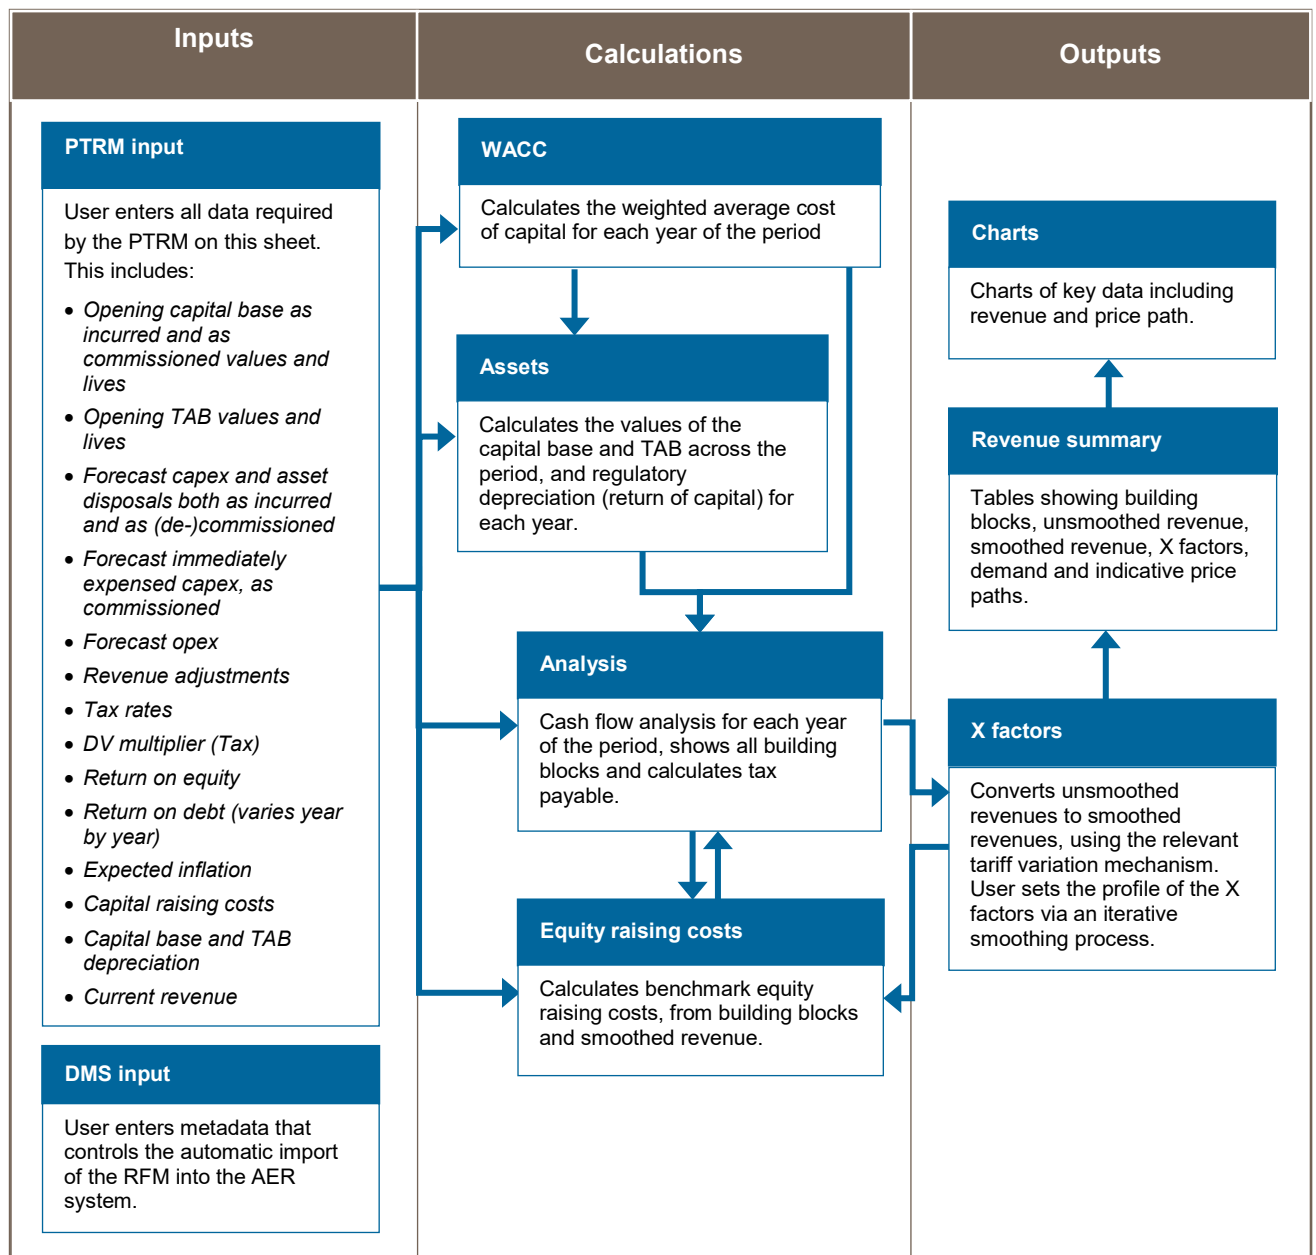 Inputs
Calculations
Outputs
PTRM input
User enters all data required
by the PTRM on this sheet.
This includes:
• Opening capital base as
incurred and as
commissioned values and
lives
• Opening TAB values and
lives
• Forecast capex and asset
disposals both as incurred
and as (de-)commissioned
• Forecast immediately
expensed capex, as
commissioned
• Forecast opex
• Revenue adjustments
• Tax rates
• DV multiplier (Tax)
• Return on equity
• Return on debt (varies year
by year)
• Expected inflation
• Capital raising costs
• Capital base and TAB
depreciation
• Current revenue
DMS input
User enters metadata that
controls the automatic import
of the RFM into the AER
system.
WACC
Calculates the weighted average cost
of capital for each year of the period
Assets
Calculates the values of the
capital base and TAB across the
period, and regulatory
depreciation (return of capital) for
each year.
Analysis
Cash flow analysis for each year
of the period, shows all building
blocks and calculates tax
payable.
Equity raising costs
Calculates benchmark equity
raising costs, from building blocks
and smoothed revenue.
Charts
Charts of key data including
revenue and price path.
Revenue summary
Tables showing building
blocks, unsmoothed revenue,
smoothed revenue, X factors,
demand and indicative price
paths.
X factors
Converts unsmoothed
revenues to smoothed
revenues, using the relevant
tariff variation mechanism.
User sets the profile of the X
factors via an iterative
smoothing process.